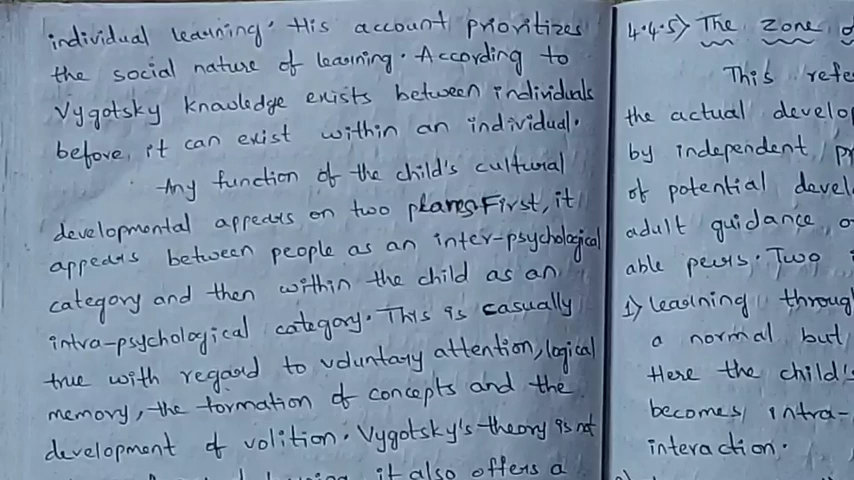 individual learning. His account prioritizes
the social nature of learning. According to
Vygotsky knowledge exists between individuals
before, it can exist within an individual.
Any function of the child's cultural
developmental appears on two planes First, it
appears between people as an inter-psychological
category and then within the child as an
intra-psychological category. This is casually
true with regard to voluntary attention, logical
memory, the formation of concepts and the
development of volition. Vygotsky's theory is not
it also offers a
4.4.5) The Zone
This refe
the actual develop
by independent pr
of potential devel
adult guidance, o
able peers. Two
1) learning through
a normal but
Here the child's
becomes intra-
interaction.